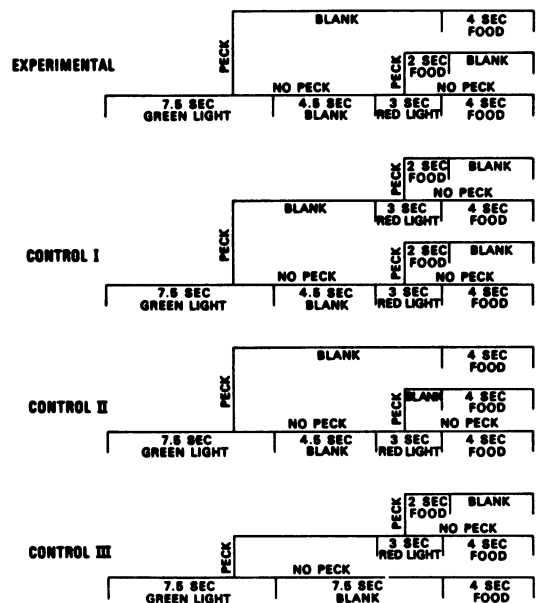 BLANK 4 SEC
FOOD
EXPERIMENTAL PECK PECK 2 SEC BLANK
FOOD
NO PECK NO PECK
7.5 SEC 4.5 SEC 3 SEC 4 SEC
GREEN LIGHT BLANK RED LIGHT FOOD
PECK 2 SEC BLANK
FOOD
NO PECK
BLANK 3 SEC 4 SEC
RED LIGHT FOOD
CONTROL I PECK PECK 2 SEC BLANK
FOOD
NO PECK NO PECK
7.5 SEC 4.5 SEC 3 SEC 4 SEC
GREEN LIGHT BLANK RED LIGHT FOOD
BLANK 4 SEC
FOOD
CONTROL II PECK PECK BLANK 4 SEC
FOOD
NO PECK NO PECK
7.5 SEC 4.5 SEC 3 SEC 4 SEC
GREEN LIGHT BLANK RED LIGHT FOOD
PECK 2 SEC BLANK
FOOD
NO PECK
CONTROL III PECK 3 SEC 4 SEC
RED LIGHT FOOD
NO PECK
7.5 SEC 7.5 SEC 4 SEC
GREEN LIGHT BLANK FOOD